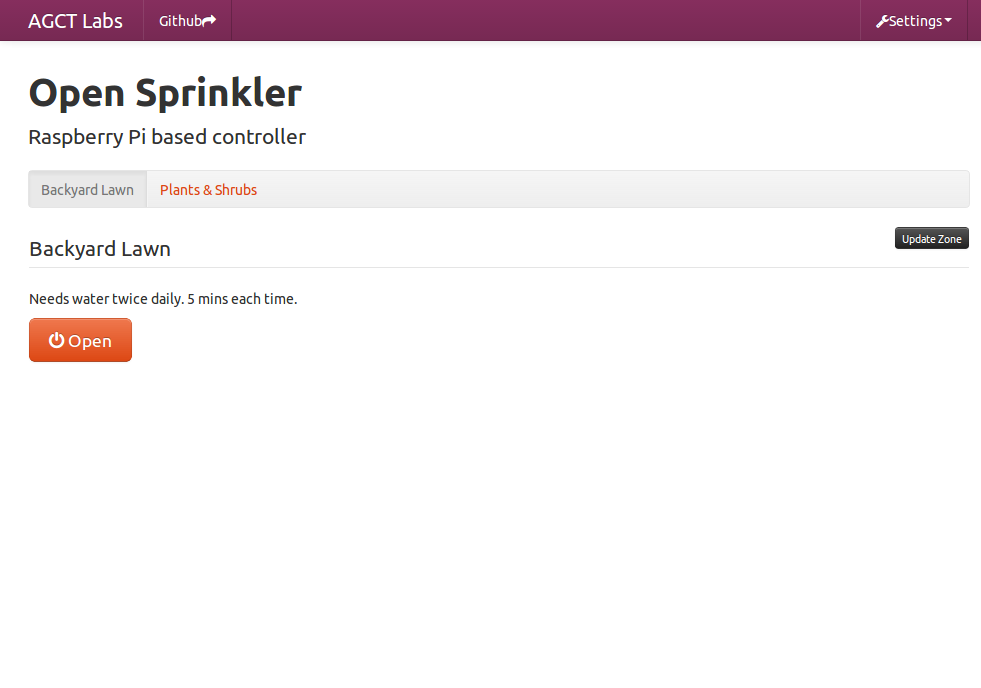 AGCT Labs Github Settings
Open Sprinkler
Raspberry Pi based controller
Backyard Lawn Plants & Shrubs
Backyard Lawn Update Zone
Needs water twice daily. 5 mins each time.
Open